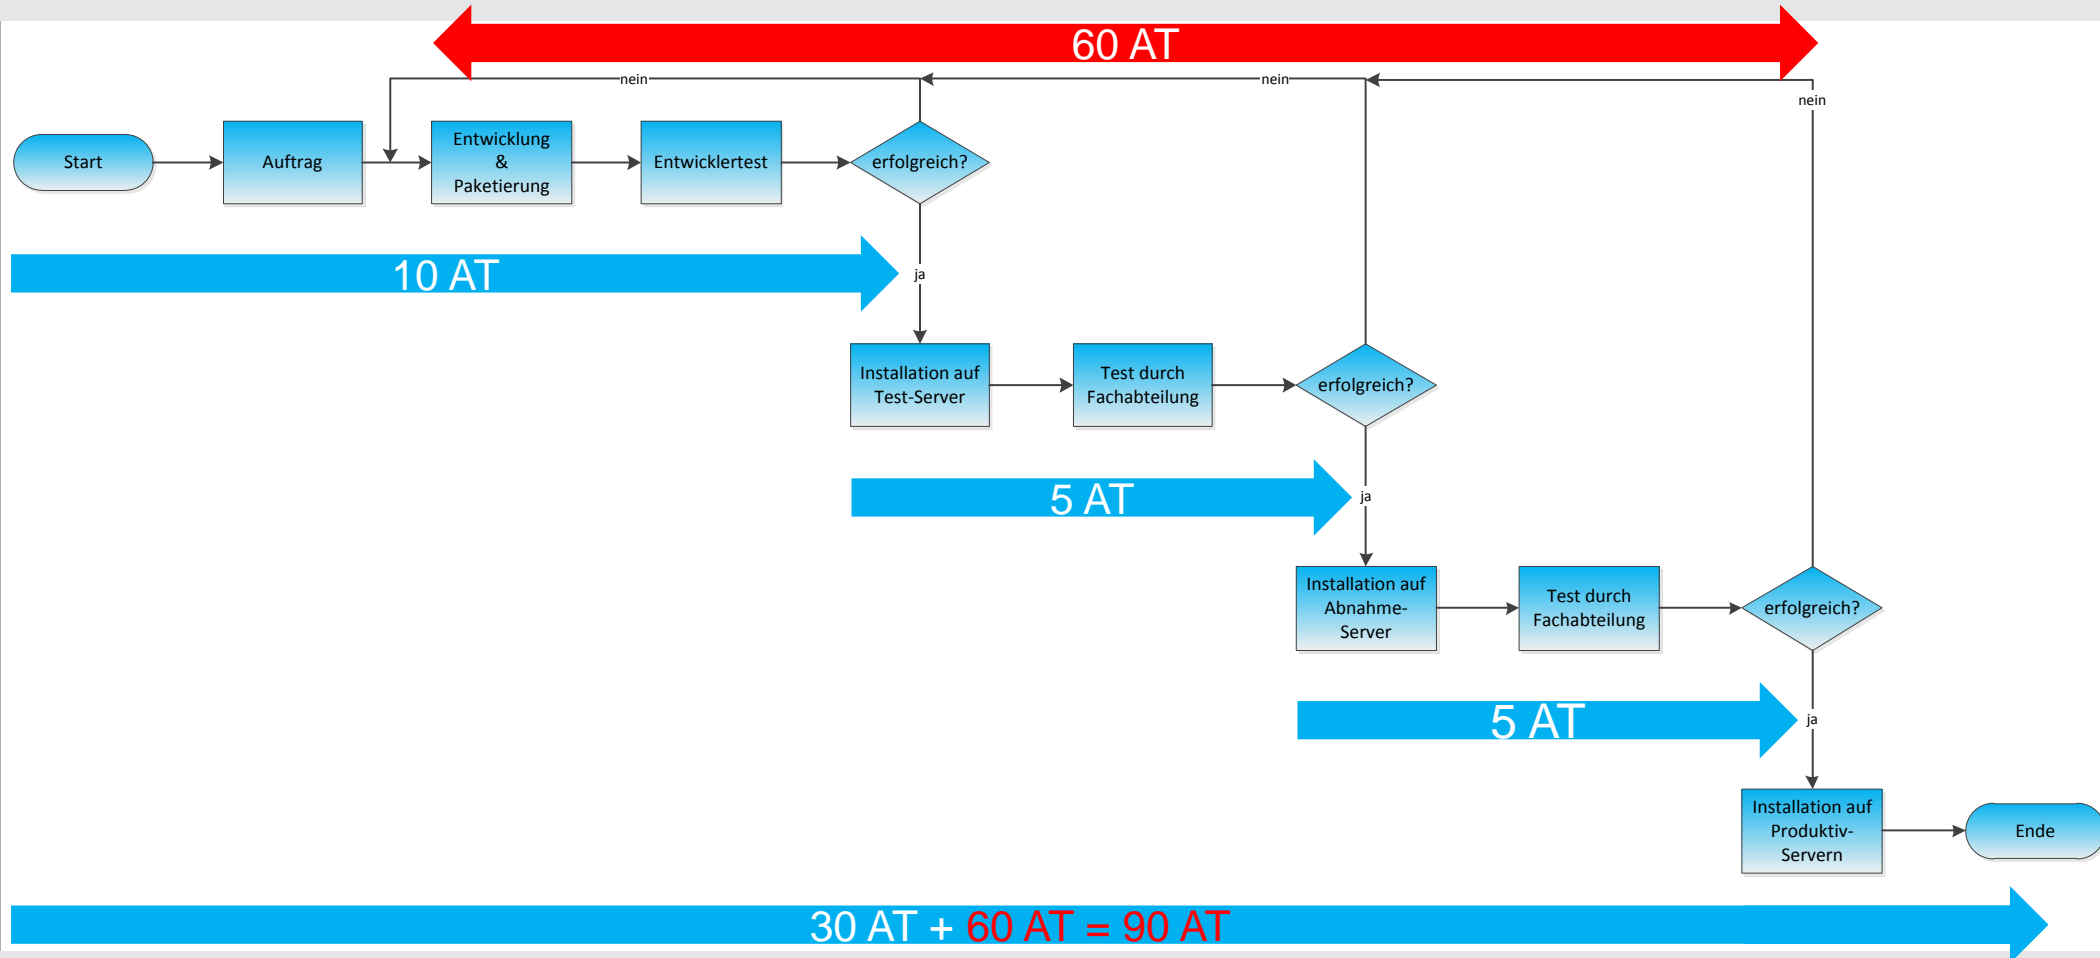 60 AT
nein
nein
nein
Start
Auftrag
Entwicklung
&
Paketierung
Entwicklertest
erfolgreich?
10 AT
ja
Installation auf
Test-Server
Test durch
Fachabteilung
erfolgreich?
5 AT
ja
Installation auf
Abnahme-
Server
Test durch
Fachabteilung
erfolgreich?
5 AT
ja
Installation auf
Produktiv-
Servern
Ende
30 AT + 60 AT = 90 AT